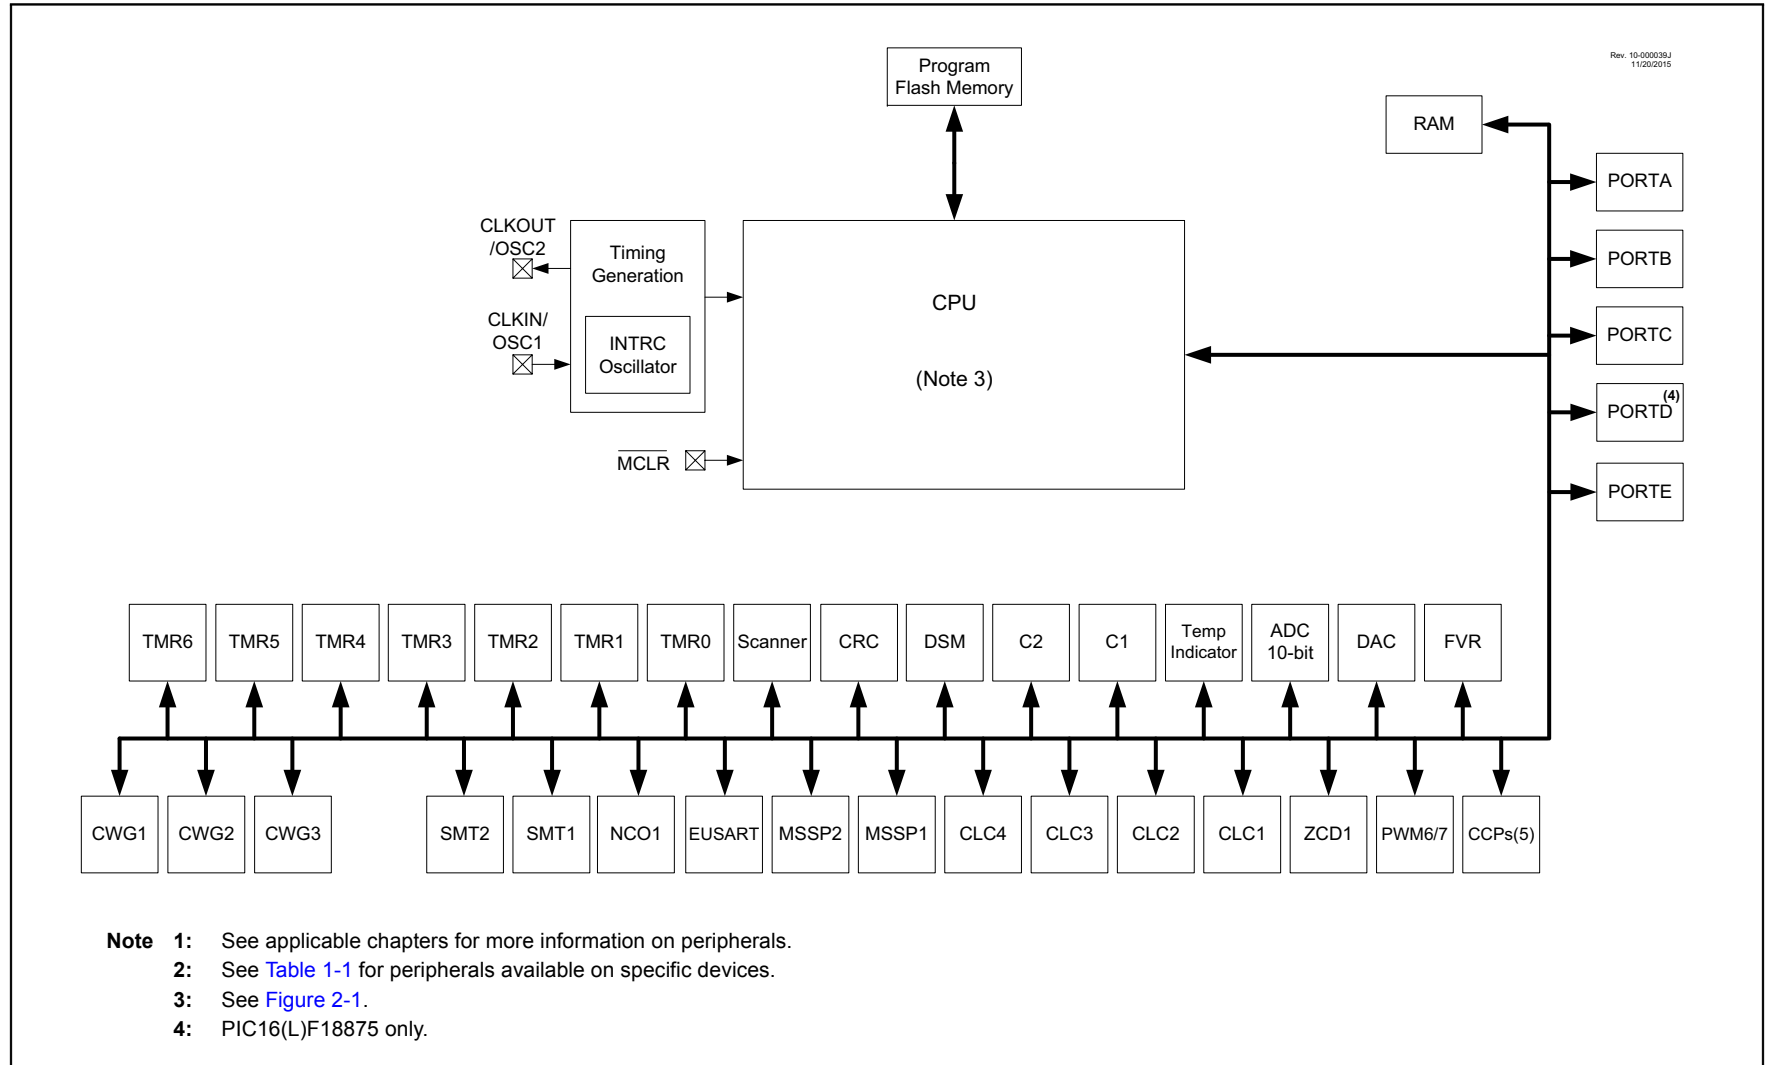 Rev. 10-000039J
11/20/2015
Program
Flash Memory
RAM
PORTA
CLKOUT
/OSC2
Timing
Generation
PORTB
CPU
CLKIN/
OSC1
INTRC
Oscillator
PORTC
(Note 3)
PORTD(4)
MCLR
PORTE
TMR6 TMR5 TMR4 TMR3 TMR2 TMR1 TMR0 Scanner CRC DSM C2 C1 Temp Indicator ADC 10-bit DAC FVR
CWG1 CWG2 CWG3 SMT2 SMT1 NCO1 EUSART MSSP2 MSSP1 CLC4 CLC3 CLC2 CLC1 ZCD1 PWM6/7 CCPs(5)
Note 1: See applicable chapters for more information on peripherals.
2: See Table 1-1 for peripherals available on specific devices.
3: See Figure 2-1.
4: PIC16(L)F18875 only.